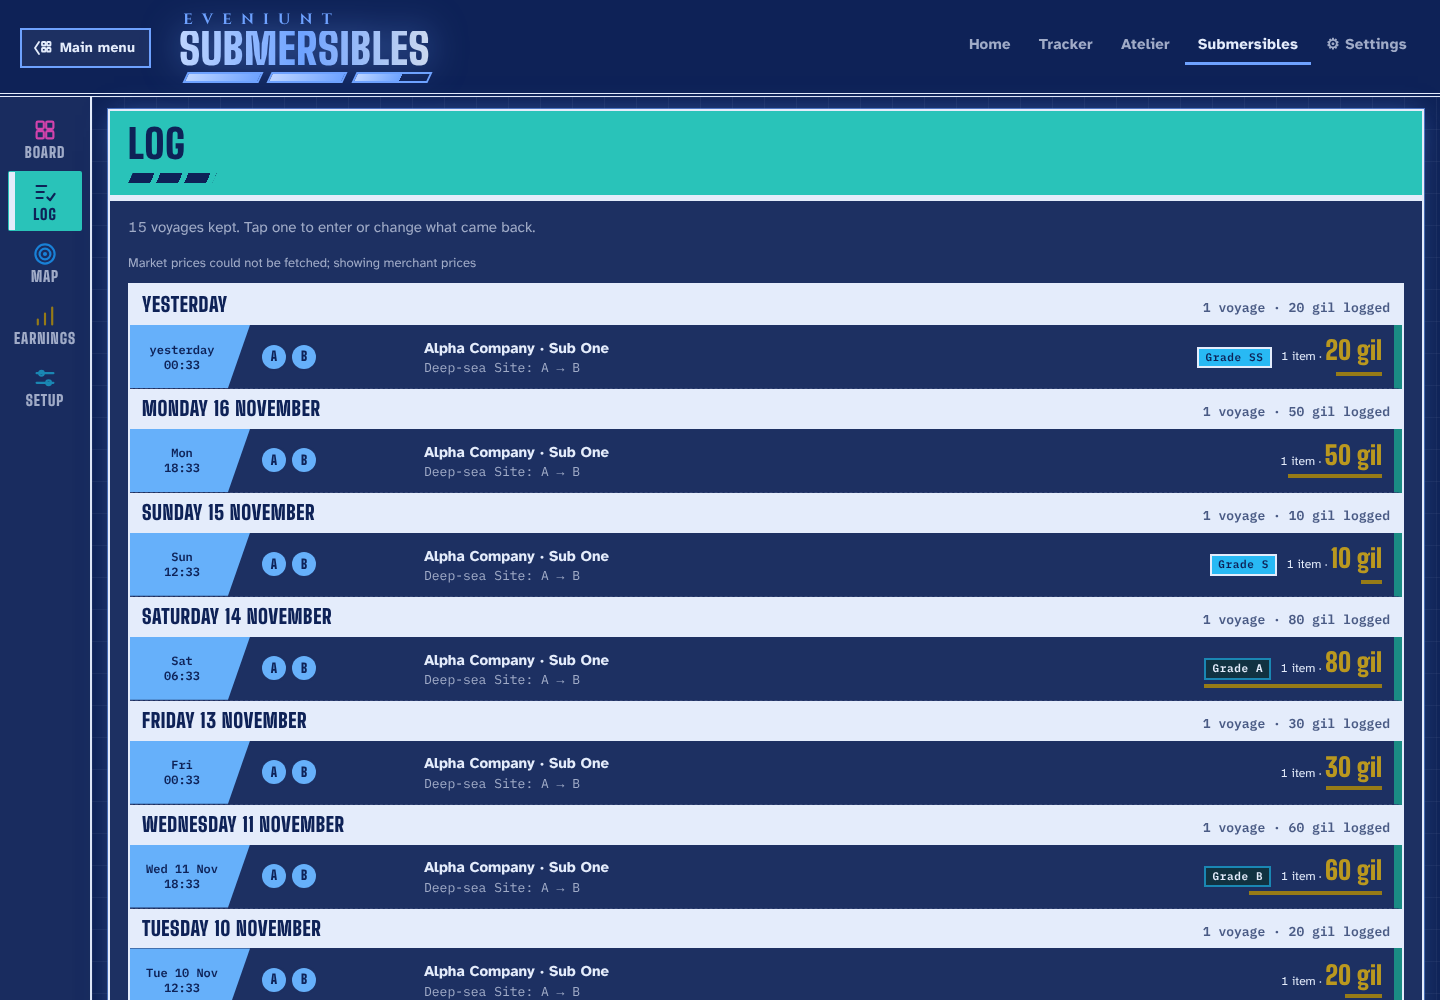 Main menu
EVENIUNT
SUBMERSIBLES
Home
Tracker
Atelier
Submersibles
Settings
BOARD
LOG
MAP
EARNINGS
SETUP
LOG
15 voyages kept. Tap one to enter or change what came back.
Market prices could not be fetched; showing merchant prices
YESTERDAY
1 voyage · 20 gil logged
yesterday
00:33
A B
Alpha Company · Sub One
Deep-sea Site: A → B
Grade SS
1 item · 20 gil
MONDAY 16 NOVEMBER
1 voyage · 50 gil logged
Mon
18:33
A B
Alpha Company · Sub One
Deep-sea Site: A → B
1 item · 50 gil
SUNDAY 15 NOVEMBER
1 voyage · 10 gil logged
Sun
12:33
A B
Alpha Company · Sub One
Deep-sea Site: A → B
Grade S
1 item · 10 gil
SATURDAY 14 NOVEMBER
1 voyage · 80 gil logged
Sat
06:33
A B
Alpha Company · Sub One
Deep-sea Site: A → B
Grade A
1 item · 80 gil
FRIDAY 13 NOVEMBER
1 voyage · 30 gil logged
Fri
00:33
A B
Alpha Company · Sub One
Deep-sea Site: A → B
1 item · 30 gil
WEDNESDAY 11 NOVEMBER
1 voyage · 60 gil logged
Wed 11 Nov
18:33
A B
Alpha Company · Sub One
Deep-sea Site: A → B
Grade B
1 item · 60 gil
TUESDAY 10 NOVEMBER
1 voyage · 20 gil logged
Tue 10 Nov
12:33
A B
Alpha Company · Sub One
Deep-sea Site: A → B
1 item · 20 gil